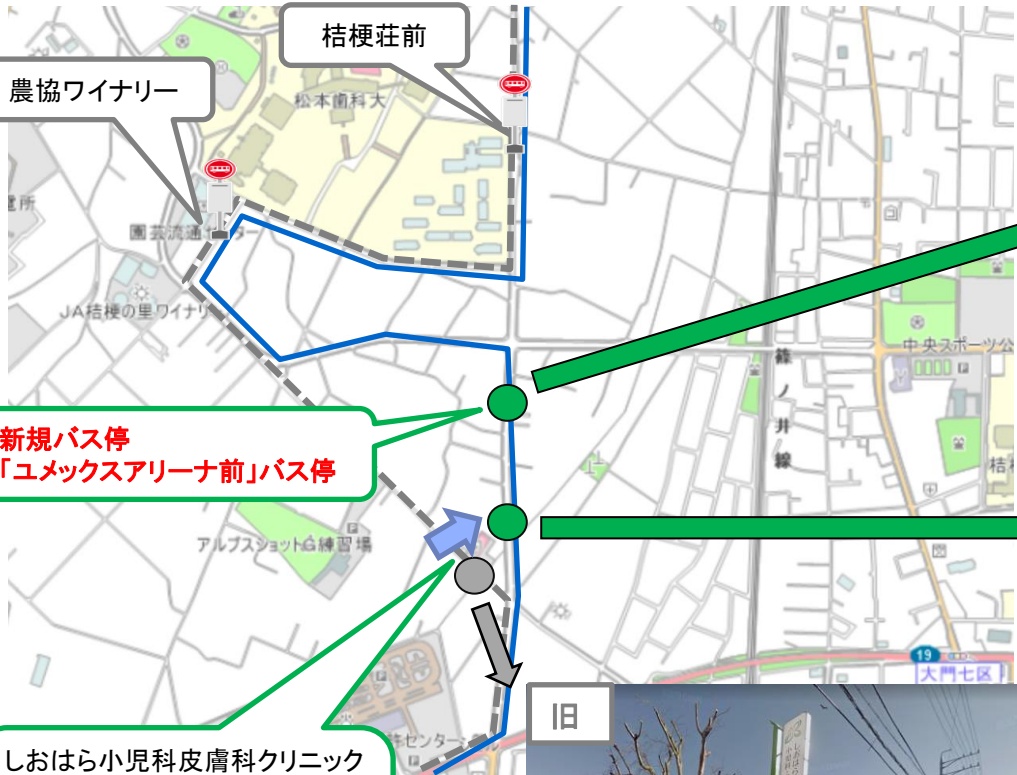 桔梗荘前
農協ワイナリー
松本歯科大
園芸流通センター
JA桔梗の里ワイナリ
中央スポーツ公
篠ノ井線
新規バス停
「ユメックスアリーナ前」バス停
アルプスショットG練習場
19
大門七区
旧
しおはら小児科皮膚科クリニック